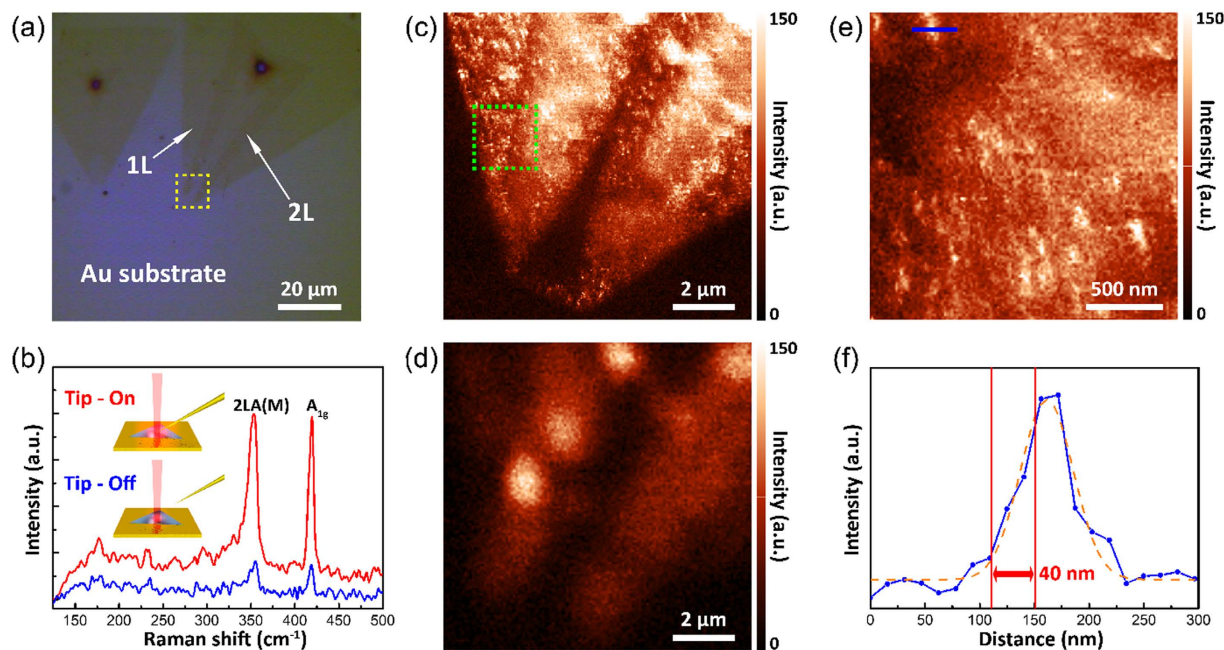 (a)
1L
2L
Au substrate
20 µm
(b)
Tip - On
Tip - Off
2LA(M)
A1g
Intensity (a.u.)
125 150 200 250 300 350 400 450 500
Raman shift (cm-1)
(c)
2 µm
150
Intensity (a.u.)
0
(d)
2 µm
150
Intensity (a.u.)
0
(e)
500 nm
150
Intensity (a.u.)
0
(f)
40 nm
Intensity (a.u.)
0 50 100 150 200 250 300
Distance (nm)